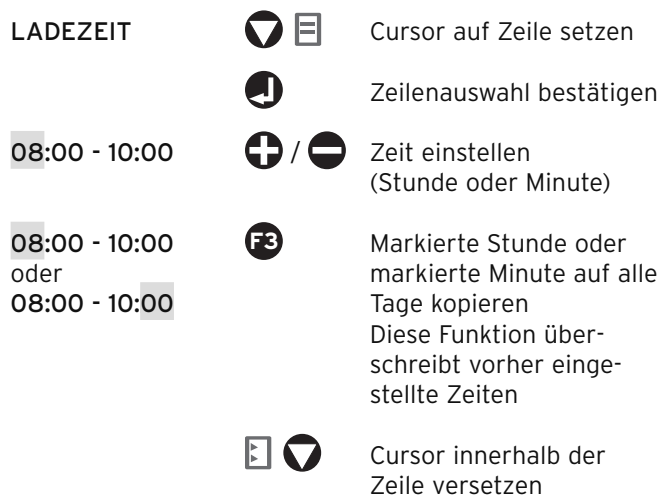 LADEZEIT Cursor auf Zeile setzen
Zeilenauswahl bestätigen
08:00 - 10:00 / Zeit einstellen
(Stunde oder Minute)
08:00 - 10:00 F3 Markierte Stunde oder
oder markierte Minute auf alle
08:00 - 10:00 Tage kopieren
Diese Funktion über-
schreibt vorher einge-
stellte Zeiten
Cursor innerhalb der
Zeile versetzen